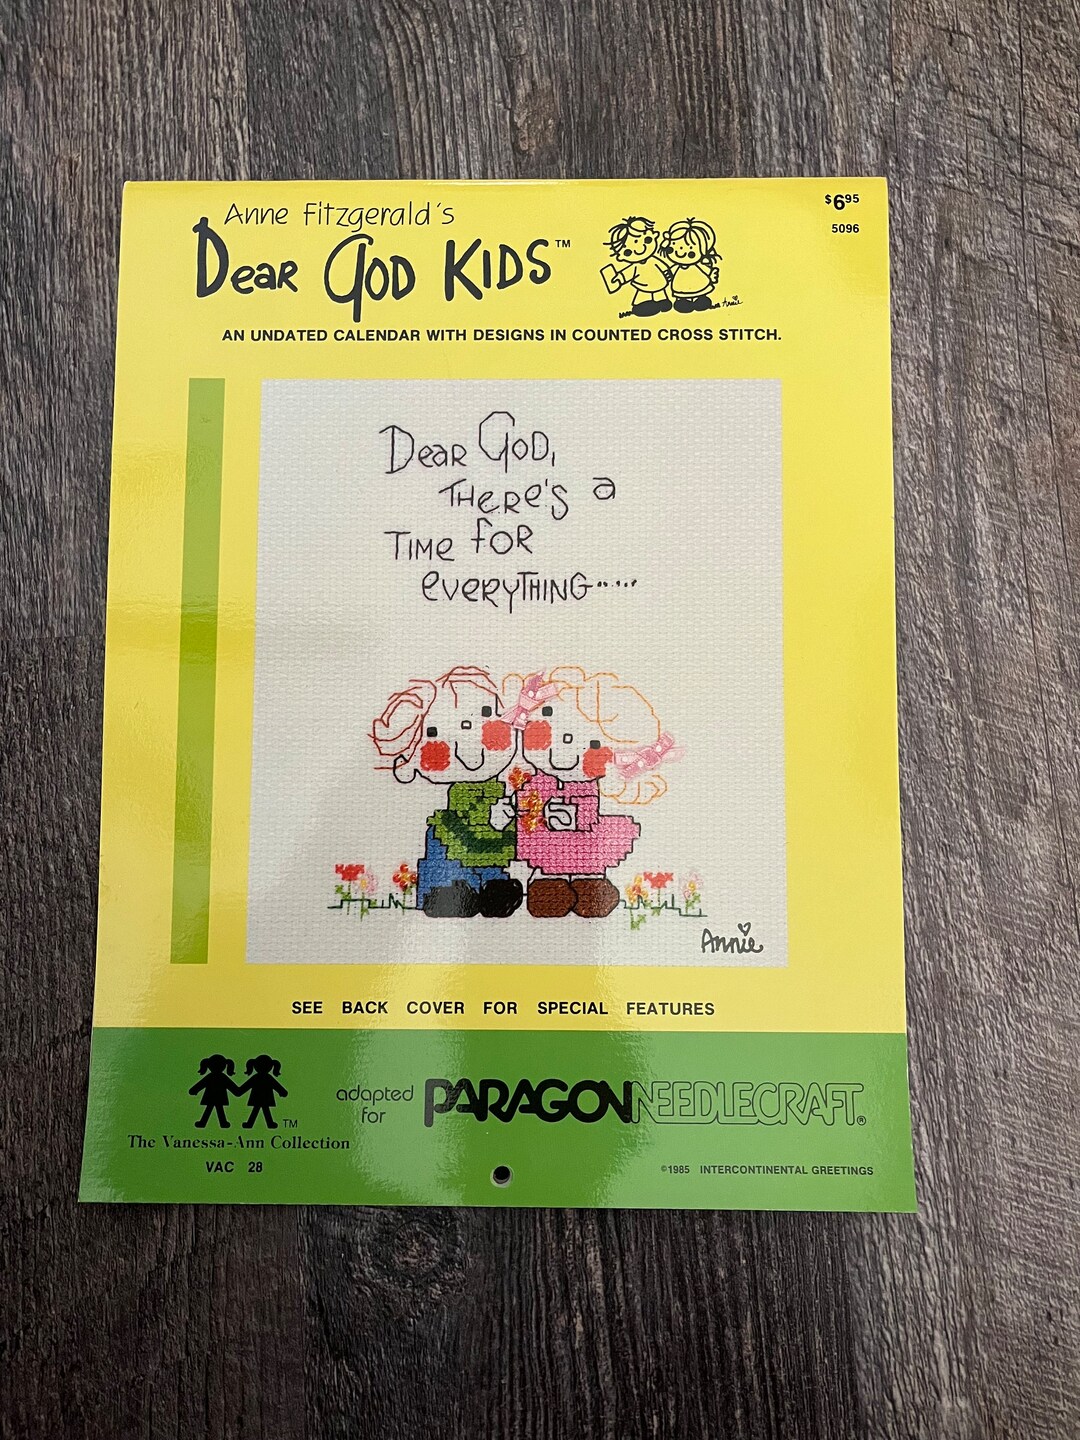 Anne Fitzgerald's
$6.95
5096
Dear God Kids™
Annie
AN UNDATED CALENDAR WITH DESIGNS IN COUNTED CROSS STITCH.
Dear God,
There's a
Time for
everything.....
Annie
SEE BACK COVER FOR SPECIAL FEATURES
TM
The Vanessa-Ann Collection
VAC 28
adapted
for
PARAGON NEEDLECRAFT®
©1985 INTERCONTINENTAL GREETINGS